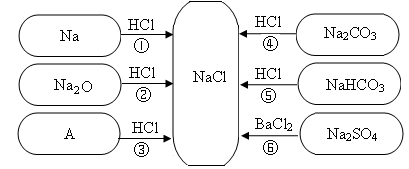 Na
HCl
①
Na₂O
HCl
②
A
HCl
③
NaCl
HCl
④
Na₂CO₃
HCl
⑤
NaHCO₃
BaCl₂
⑥
Na₂SO₄